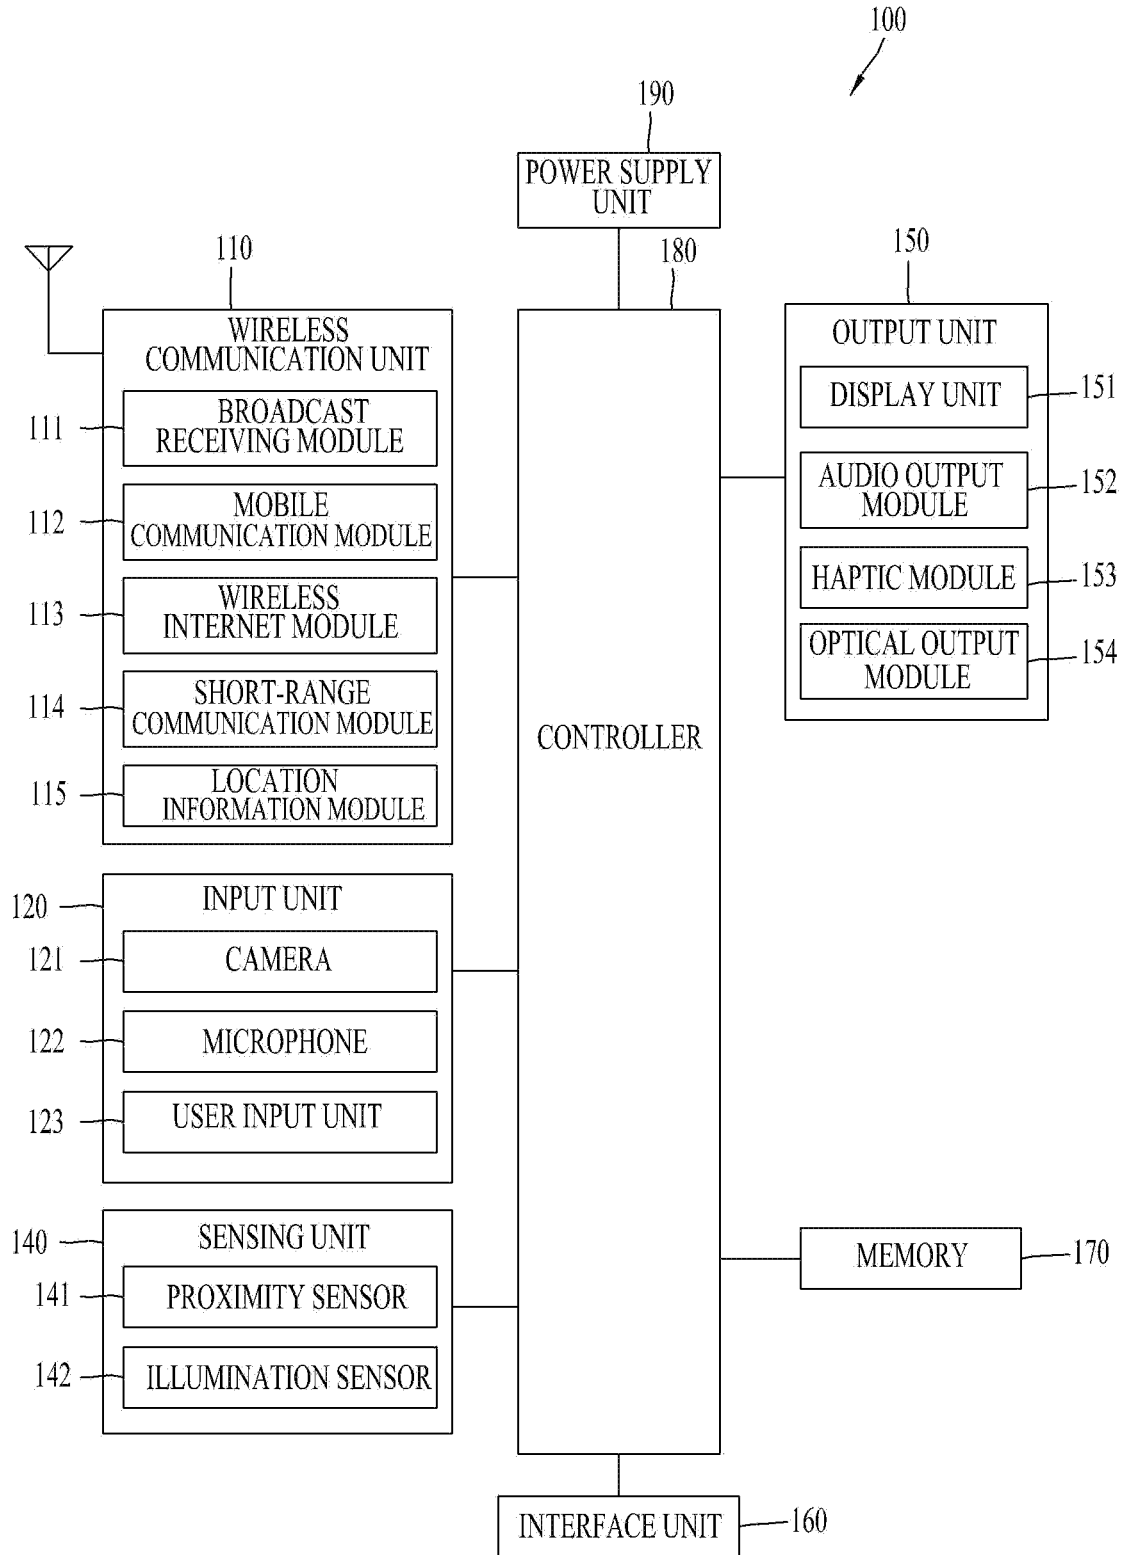 100
190
POWER SUPPLY
UNIT
110
180
150
WIRELESS
COMMUNICATION UNIT
111
BROADCAST
RECEIVING MODULE
112
MOBILE
COMMUNICATION MODULE
113
WIRELESS
INTERNET MODULE
114
SHORT-RANGE
COMMUNICATION MODULE
115
LOCATION
INFORMATION MODULE
120
INPUT UNIT
121
CAMERA
122
MICROPHONE
123
USER INPUT UNIT
140
SENSING UNIT
141
PROXIMITY SENSOR
142
ILLUMINATION SENSOR
CONTROLLER
OUTPUT UNIT
DISPLAY UNIT
151
AUDIO OUTPUT
MODULE
152
HAPTIC MODULE
153
OPTICAL OUTPUT
MODULE
154
MEMORY
170
INTERFACE UNIT
160